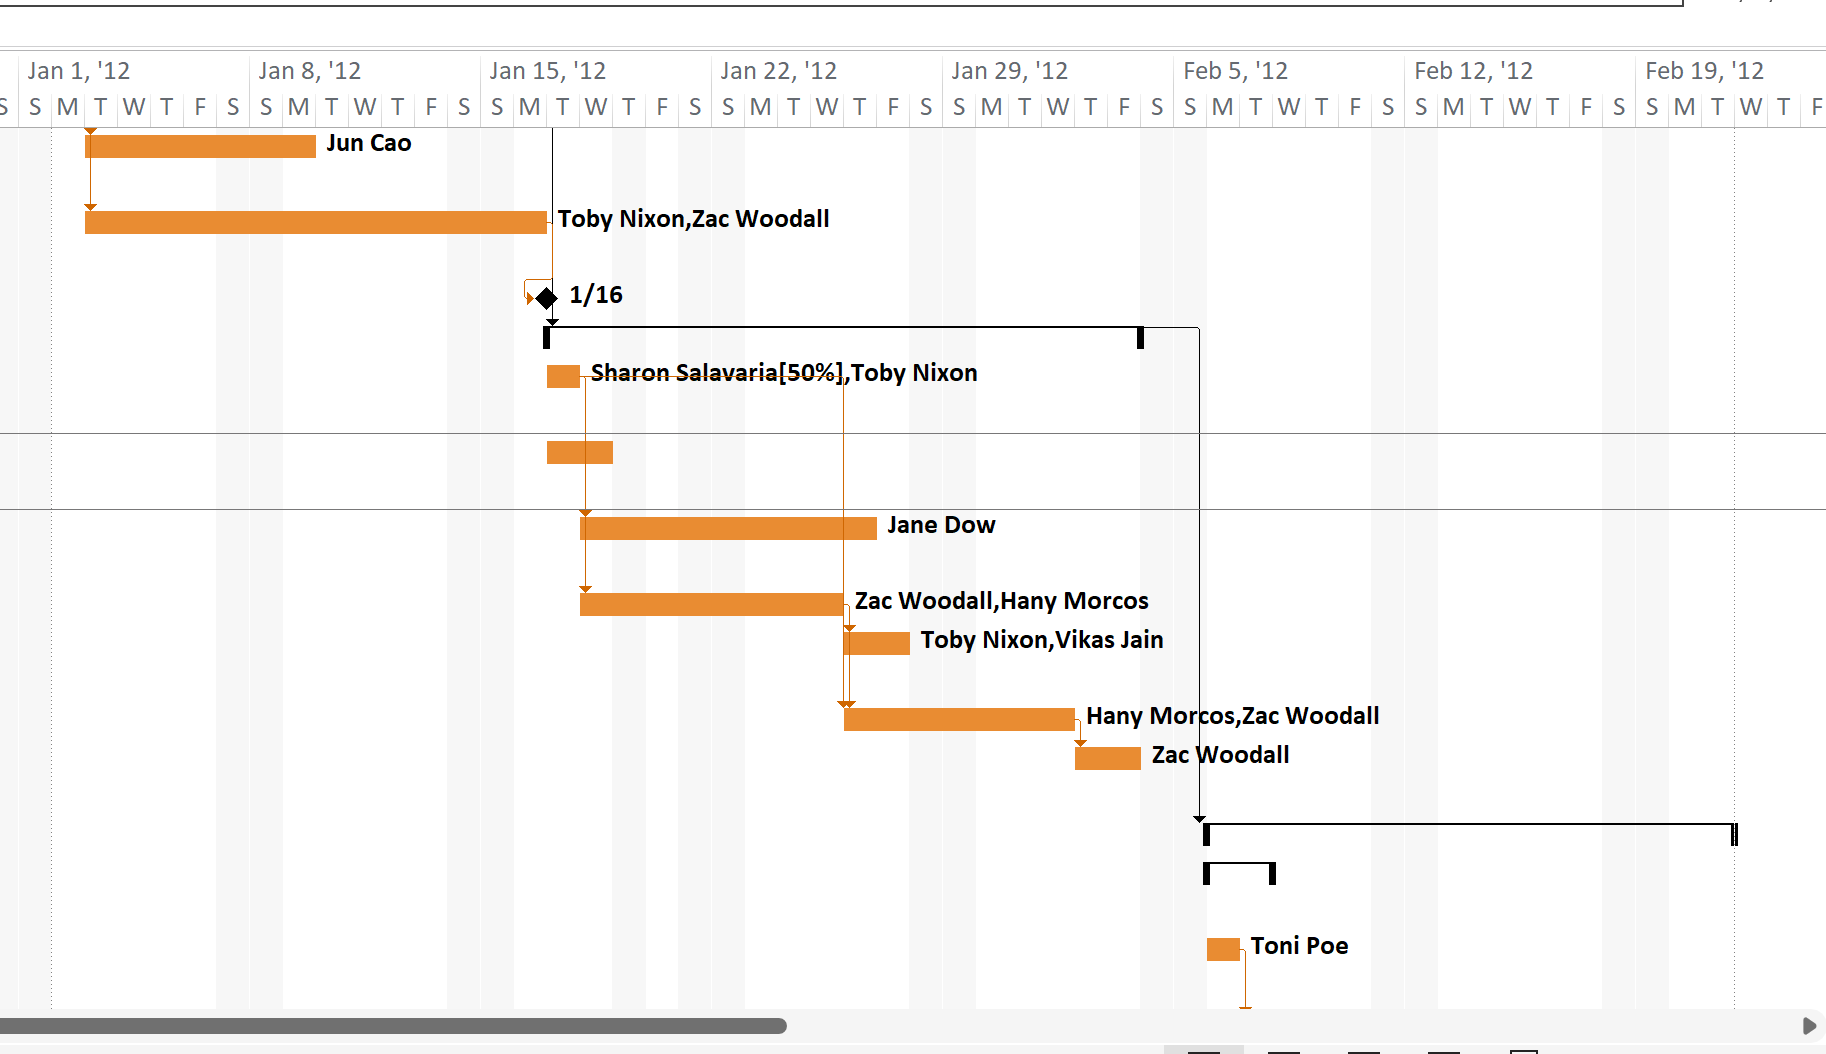 Jan 1, '12 Jan 8, '12 Jan 15, '12 Jan 22, '12 Jan 29, '12 Feb 5, '12 Feb 12, '12 Feb 19, '12
S S M T W T F S S M T W T F S S M T W T F S S M T W T F S S M T W T F S S M T W T F S S M T W T F S S M T W T F
Jun Cao
Toby Nixon,Zac Woodall
1/16
Sharon Salavaria[50%],Toby Nixon
Jane Dow
Zac Woodall,Hany Morcos
Toby Nixon,Vikas Jain
Hany Morcos,Zac Woodall
Zac Woodall
Toni Poe